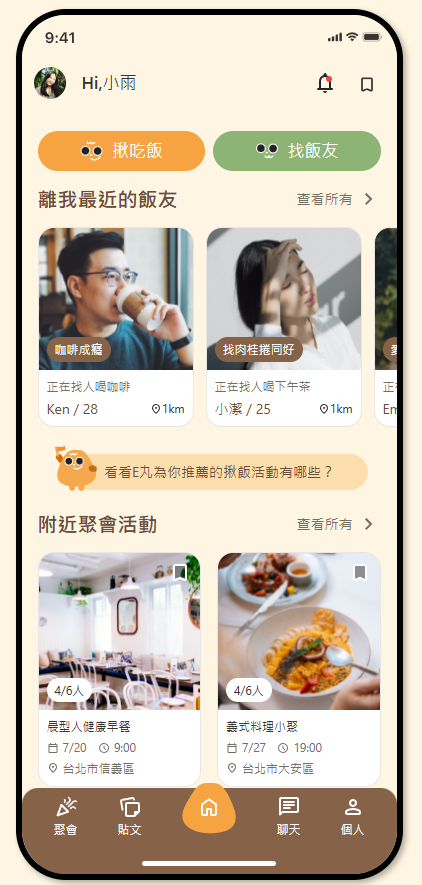 9:41
Hi,小雨
揪吃飯
找飯友
離我最近的飯友
查看所有
咖啡成癮
找肉桂捲同好
正在找人喝咖啡
正在找人喝下午茶
正在
Ken / 28
1km
小潔 / 25
1km
Em
看看E丸為你推薦的揪飯活動有哪些？
附近聚會活動
查看所有
4/6人
4/6人
晨型人健康早餐
義式料理小聚
7/20
9:00
7/27
19:00
台北市信義區
台北市大安區
聚會
貼文
聊天
個人